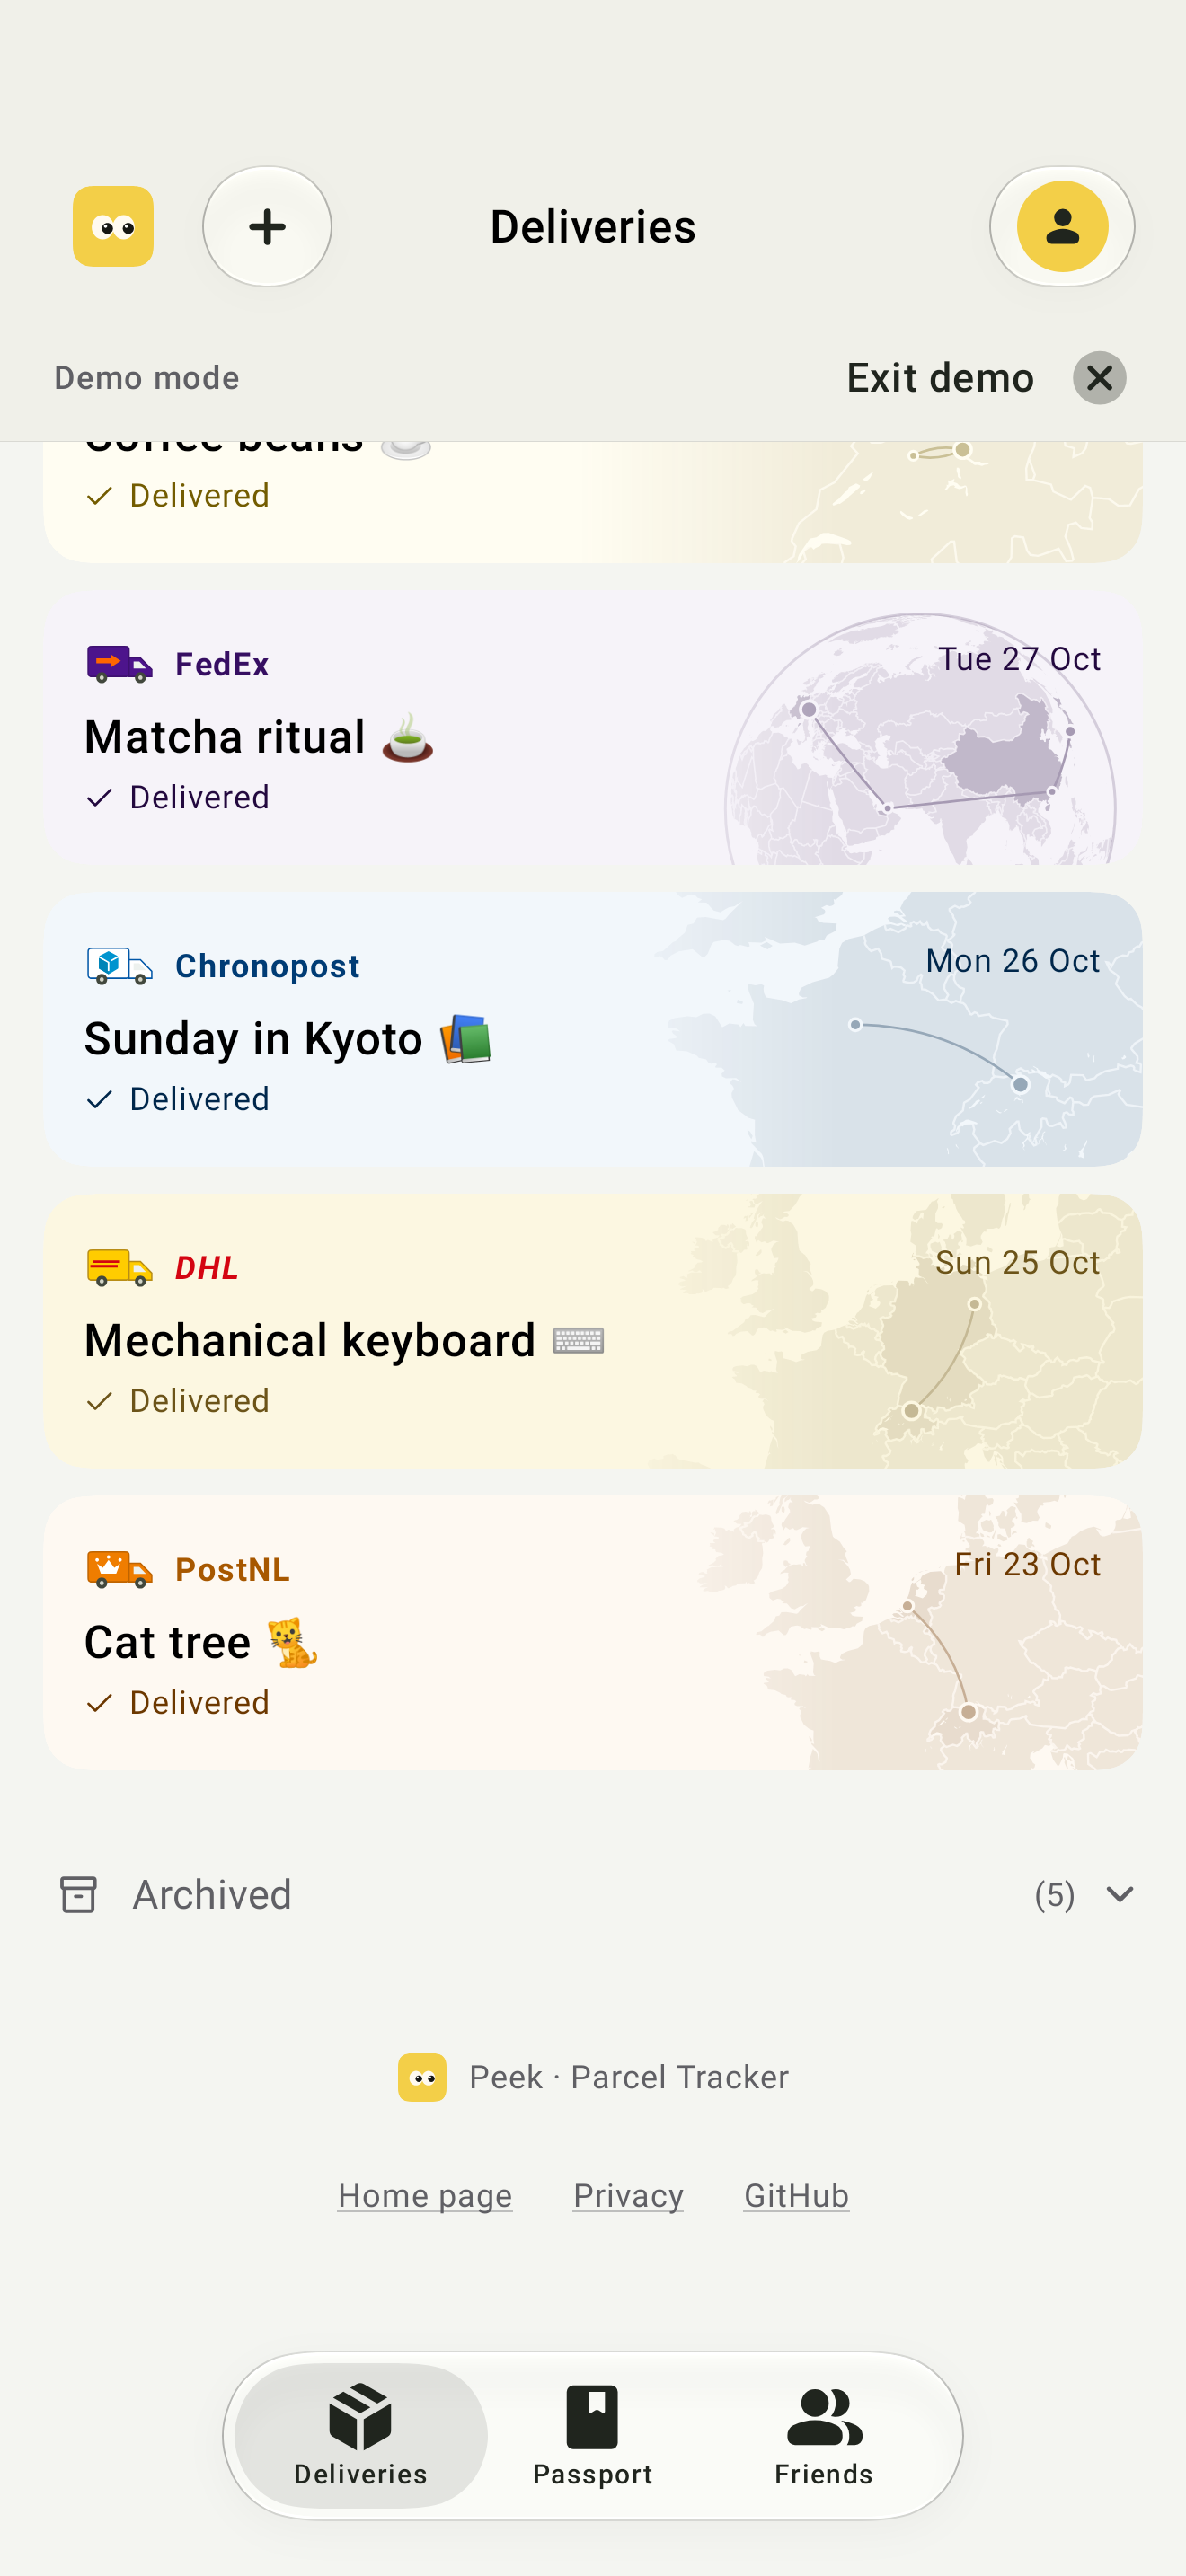 Deliveries
Demo mode
Exit demo
Coffee beans ☕
Delivered
FedEx
Tue 27 Oct
Matcha ritual 🍵
Delivered
Chronopost
Mon 26 Oct
Sunday in Kyoto 📚
Delivered
DHL
Sun 25 Oct
Mechanical keyboard ⌨️
Delivered
PostNL
Fri 23 Oct
Cat tree 🐈
Delivered
Archived (5)
Peek · Parcel Tracker
Home page Privacy GitHub
Deliveries Passport Friends